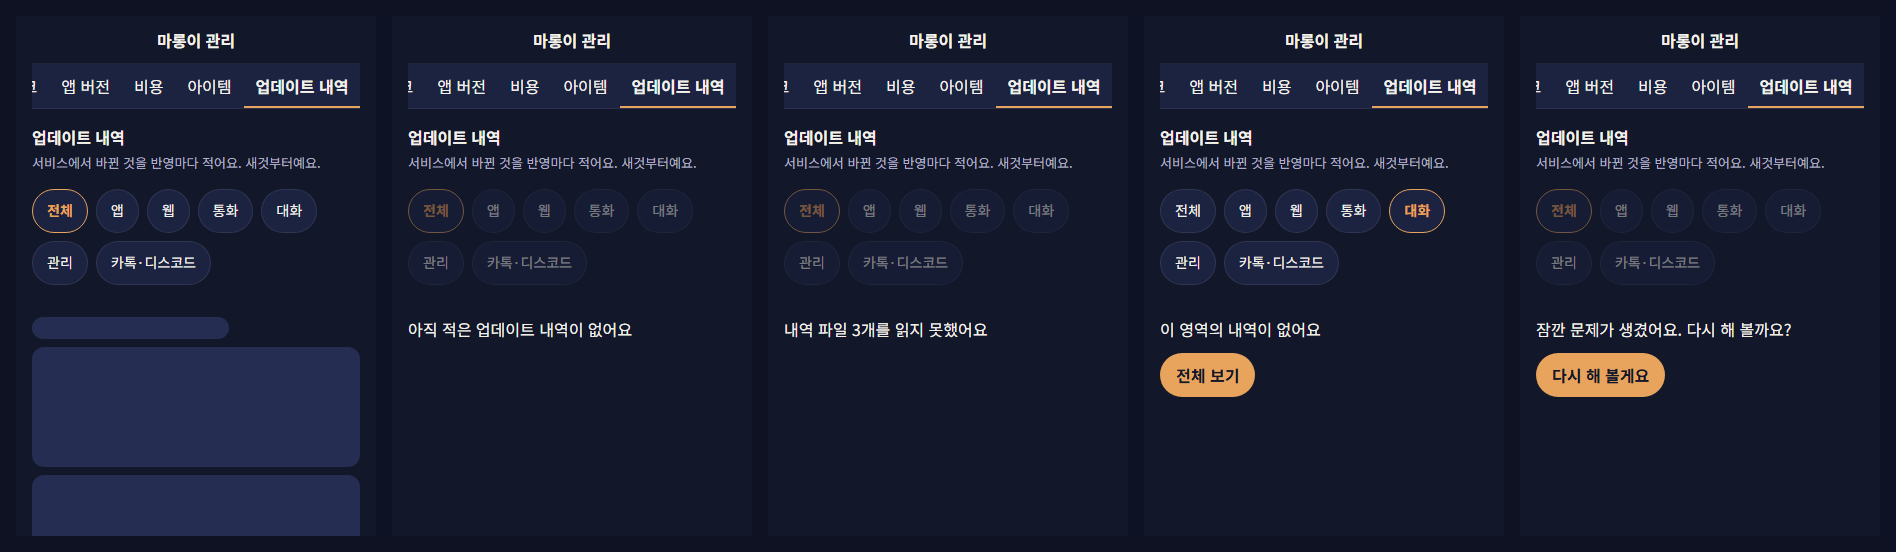 마롱이 관리
앱 버전 비용 아이템 업데이트 내역
업데이트 내역
서비스에서 바뀐 것을 반영마다 적어요. 새것부터예요.
전체 앱 웹 통화 대화
관리 카톡·디스코드
마롱이 관리
앱 버전 비용 아이템 업데이트 내역
업데이트 내역
서비스에서 바뀐 것을 반영마다 적어요. 새것부터예요.
전체 앱 웹 통화 대화
관리 카톡·디스코드
아직 적은 업데이트 내역이 없어요
마롱이 관리
앱 버전 비용 아이템 업데이트 내역
업데이트 내역
서비스에서 바뀐 것을 반영마다 적어요. 새것부터예요.
전체 앱 웹 통화 대화
관리 카톡·디스코드
내역 파일 3개를 읽지 못했어요
마롱이 관리
앱 버전 비용 아이템 업데이트 내역
업데이트 내역
서비스에서 바뀐 것을 반영마다 적어요. 새것부터예요.
전체 앱 웹 통화 대화
관리 카톡·디스코드
이 영역의 내역이 없어요
전체 보기
마롱이 관리
앱 버전 비용 아이템 업데이트 내역
업데이트 내역
서비스에서 바뀐 것을 반영마다 적어요. 새것부터예요.
전체 앱 웹 통화 대화
관리 카톡·디스코드
잠깐 문제가 생겼어요. 다시 해 볼까요?
다시 해 볼게요